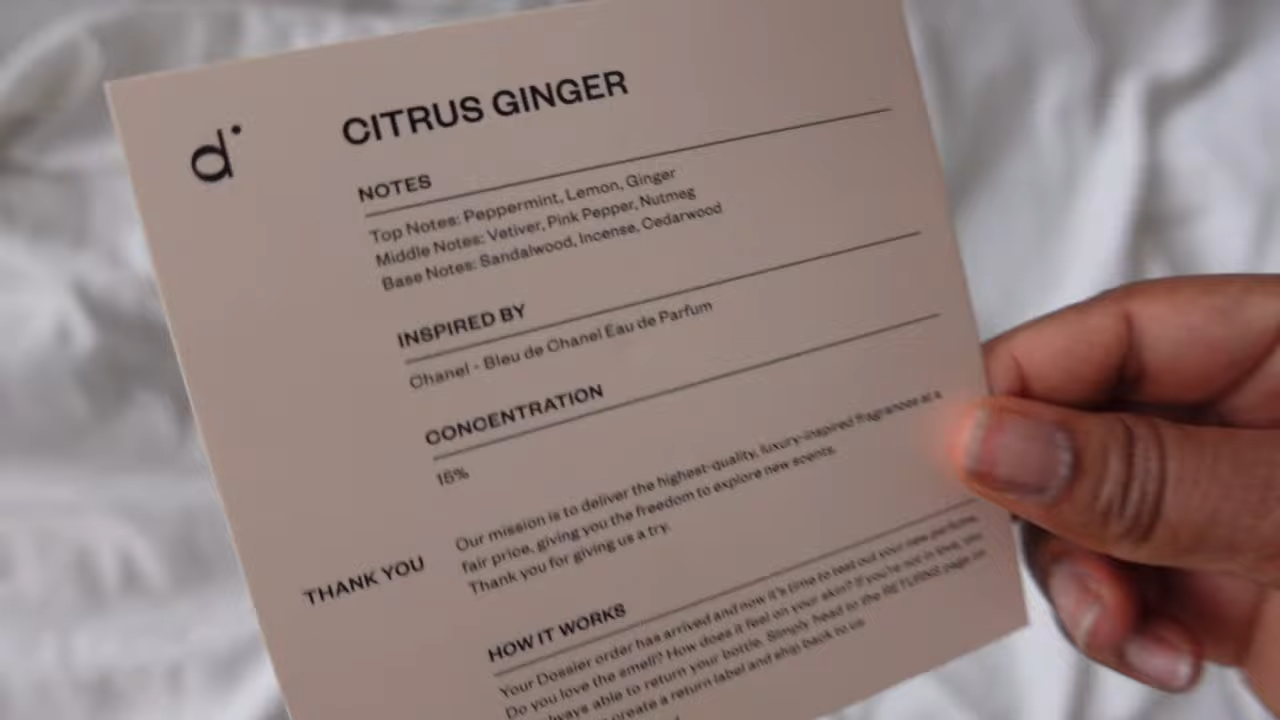 d
CITRUS GINGER
NOTES
Top Notes: Peppermint, Lemon, Ginger
Middle Notes: Vetiver, Pink Pepper, Nutmeg
Base Notes: Sandalwood, Incense, Cedarwood
INSPIRED BY
Chanel - Bleu de Chanel Eau de Parfum
CONCENTRATION
THANK YOU
Our mission is to deliver the highest-quality, luxury-inspired fragrances at a
fair price, giving you the freedom to explore new scents.
Thank you for giving us a try.
HOW IT WORKS
Your Dossier order has arrived and now it's time to test out your new perfume.
Do you love the smell? How does it feel on your skin? If you're not in love, you
always able to return your bottle. Simply head to the RETURNS page on
create a return label and ship back to us